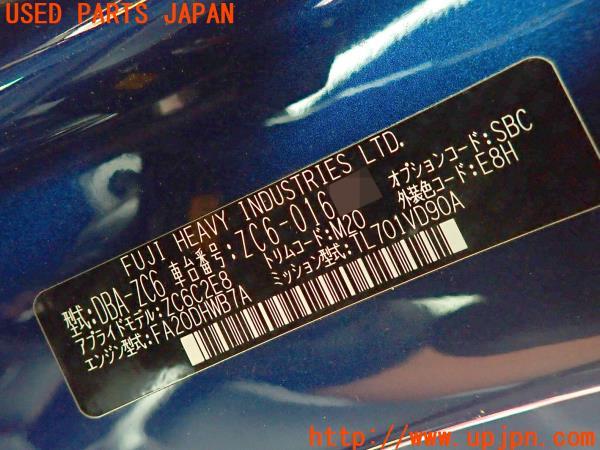 USED PARTS JAPAN
FUJI HEAVY INDUSTRIES LTD.
型式:DBA-ZC6 車台番号:ZC6-016
アプライドモデル:ZC6C2E8 トリムコード:M20 オプションコード:SBC
エンジン型式:FA20DHWB7A ミッション型式:TL701YD90A 外装色コード:E8H
http://www.upjpn.com/